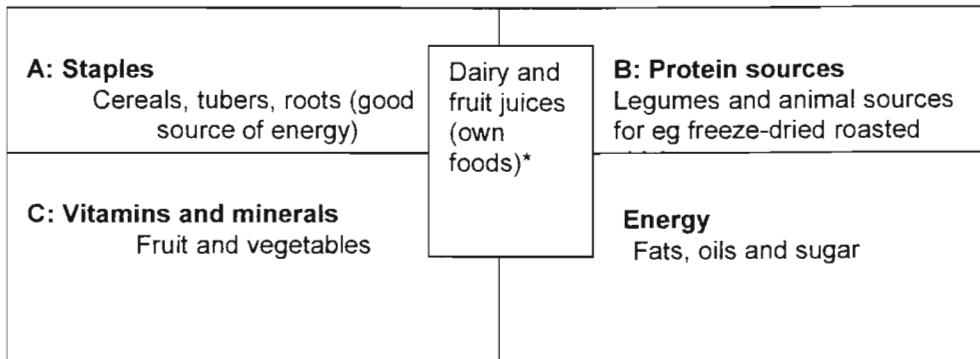 A: Staples
Cereals, tubers, roots (good
source of energy)
Dairy and
fruit juices
(own
foods)*
B: Protein sources
Legumes and animal sources
for eg freeze-dried roasted
C: Vitamins and minerals
Fruit and vegetables
Energy
Fats, oils and sugar